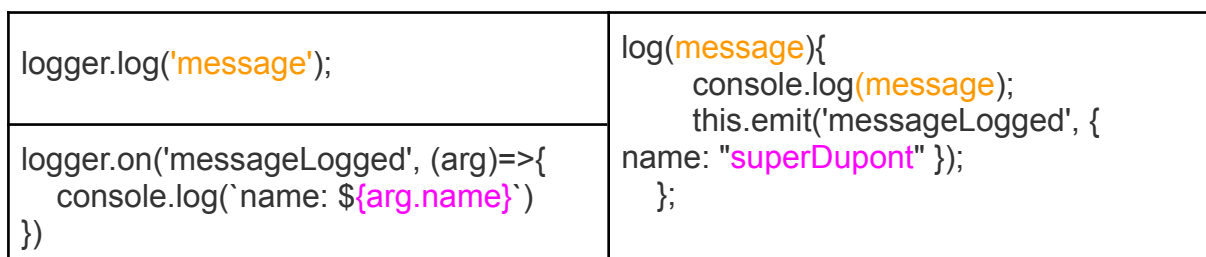 logger.log('message');
logger.on('messageLogged', (arg)=>{
console.log(`name: ${arg.name}`)
})
log(message){
console.log(message);
this.emit('messageLogged', {
name: "superDupont" });
};